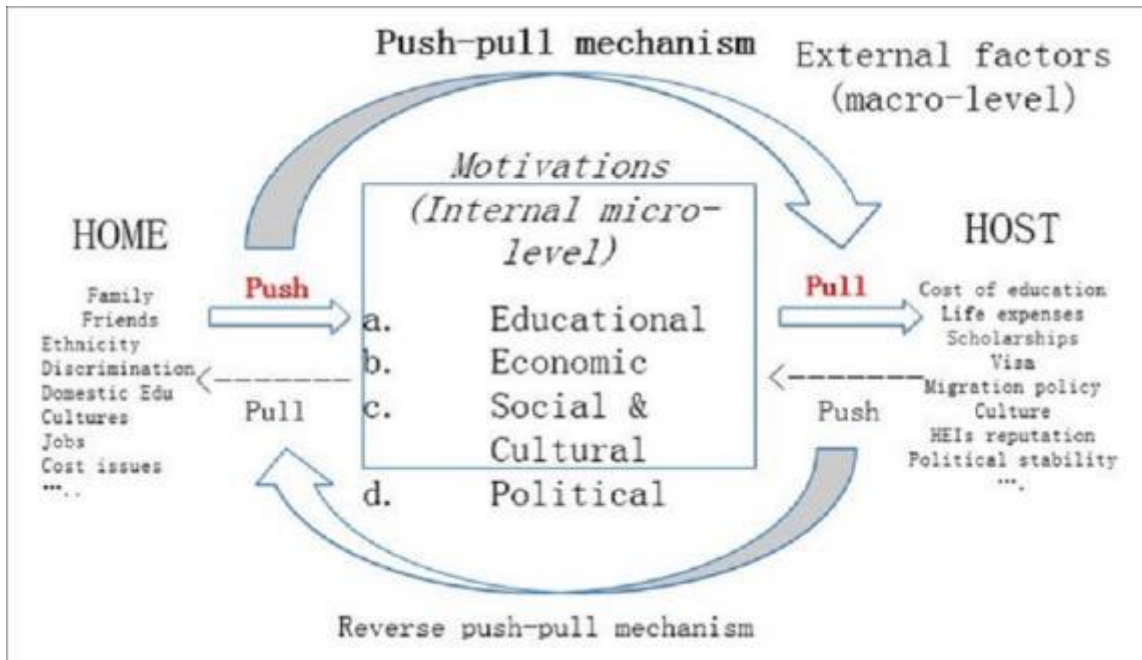 Push-pull mechanism
External factors
(macro-level)
Motivations
(Internal micro-
level)
HOME
HOST
Family
Friends
Ethnicity
Discrimination
Domestic Edu
Cultures
Jobs
Cost issues
…..
Push
Pull
a. Educational
b. Economic
c. Social &
Cultural
d. Political
Pull
Push
Cost of education
Life expenses
Scholarships
Visa
Migration policy
Culture
HEIs reputation
Political stability
….
Reverse push-pull mechanism